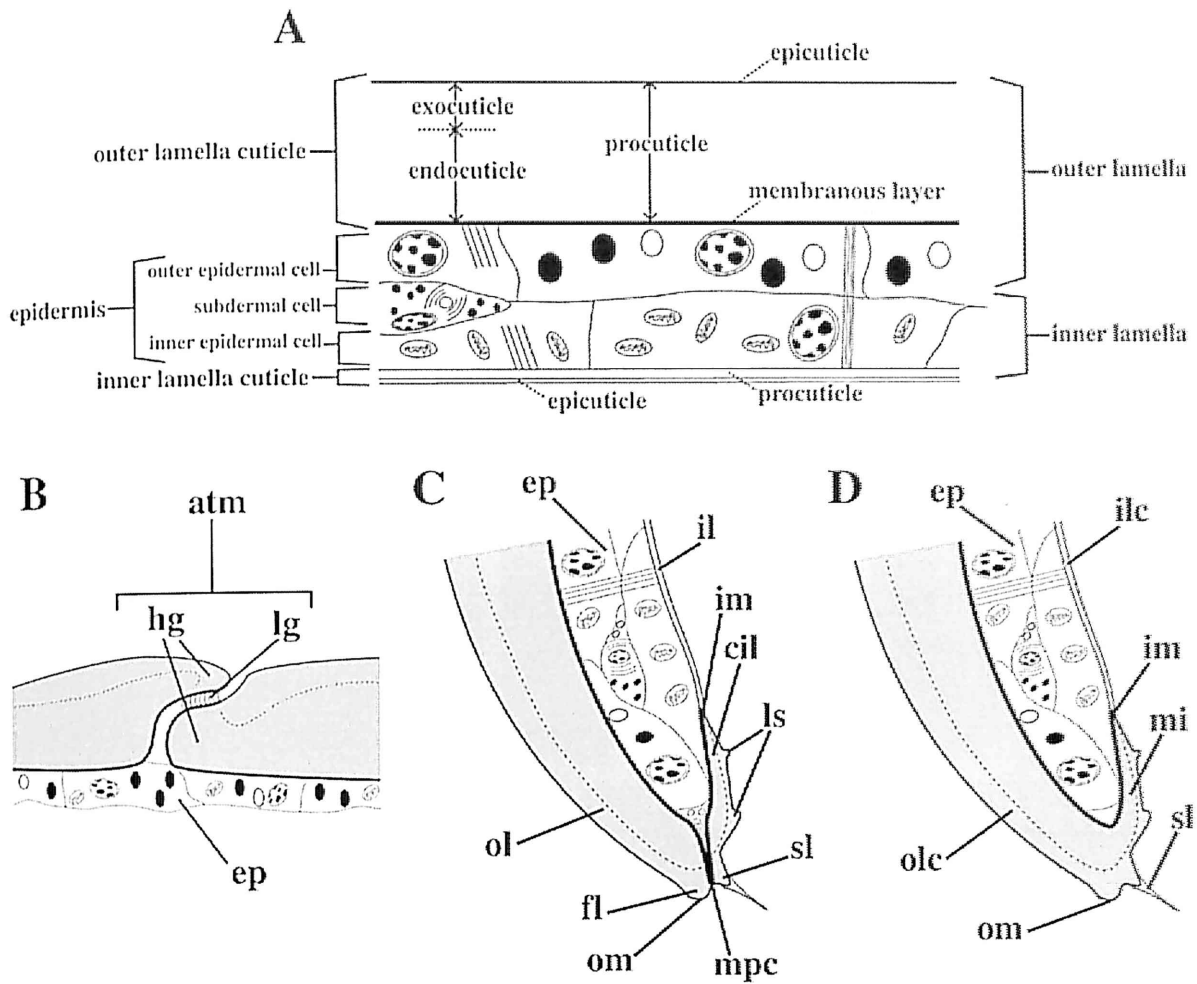 A
epicuticle
exocuticle
outer lamella cuticle
procuticle
endocuticle
outer lamella
membranous layer
outer epidermal cell
epidermis
subdermal cell
inner epidermal cell
inner lamella
inner lamella cuticle
epicuticle
procuticle
B
atm
hg
lg
ep
C
ep
il
im
cil
ls
ol
sl
fl
om
mpc
D
ep
ilc
im
mi
sl
olc
om